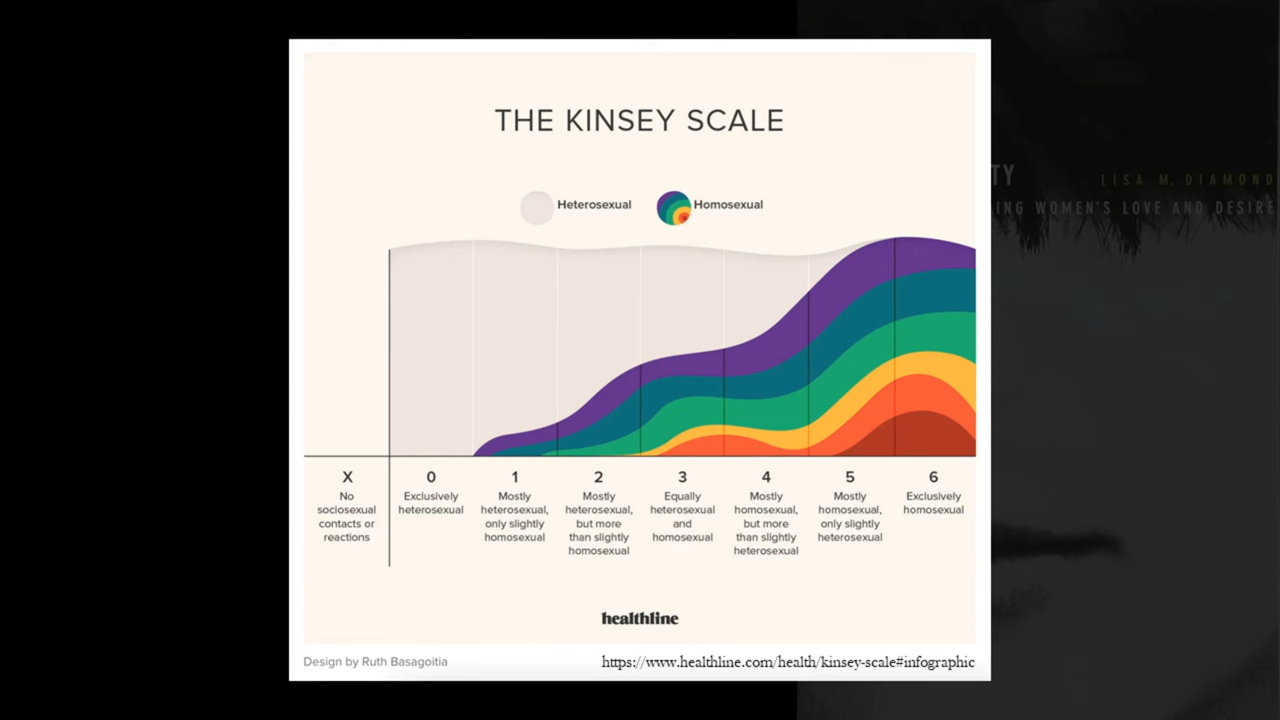 THE KINSEY SCALE
Heterosexual
Homosexual
TY
LISA M. DIAMOND
ING WOMEN'S LOVE AND DESIRE
X
No
sociosexual
contacts or
reactions
0
Exclusively
heterosexual
1
Mostly
heterosexual,
only slightly
homosexual
2
Mostly
heterosexual,
but more
than slightly
homosexual
3
Equally
heterosexual
and
homosexual
4
Mostly
homosexual,
but more
than slightly
heterosexual
5
Mostly
homosexual,
only slightly
heterosexual
6
Exclusively
homosexual
healthline
Design by Ruth Basagoitia
https://www.healthline.com/health/kinsey-scale#infographic